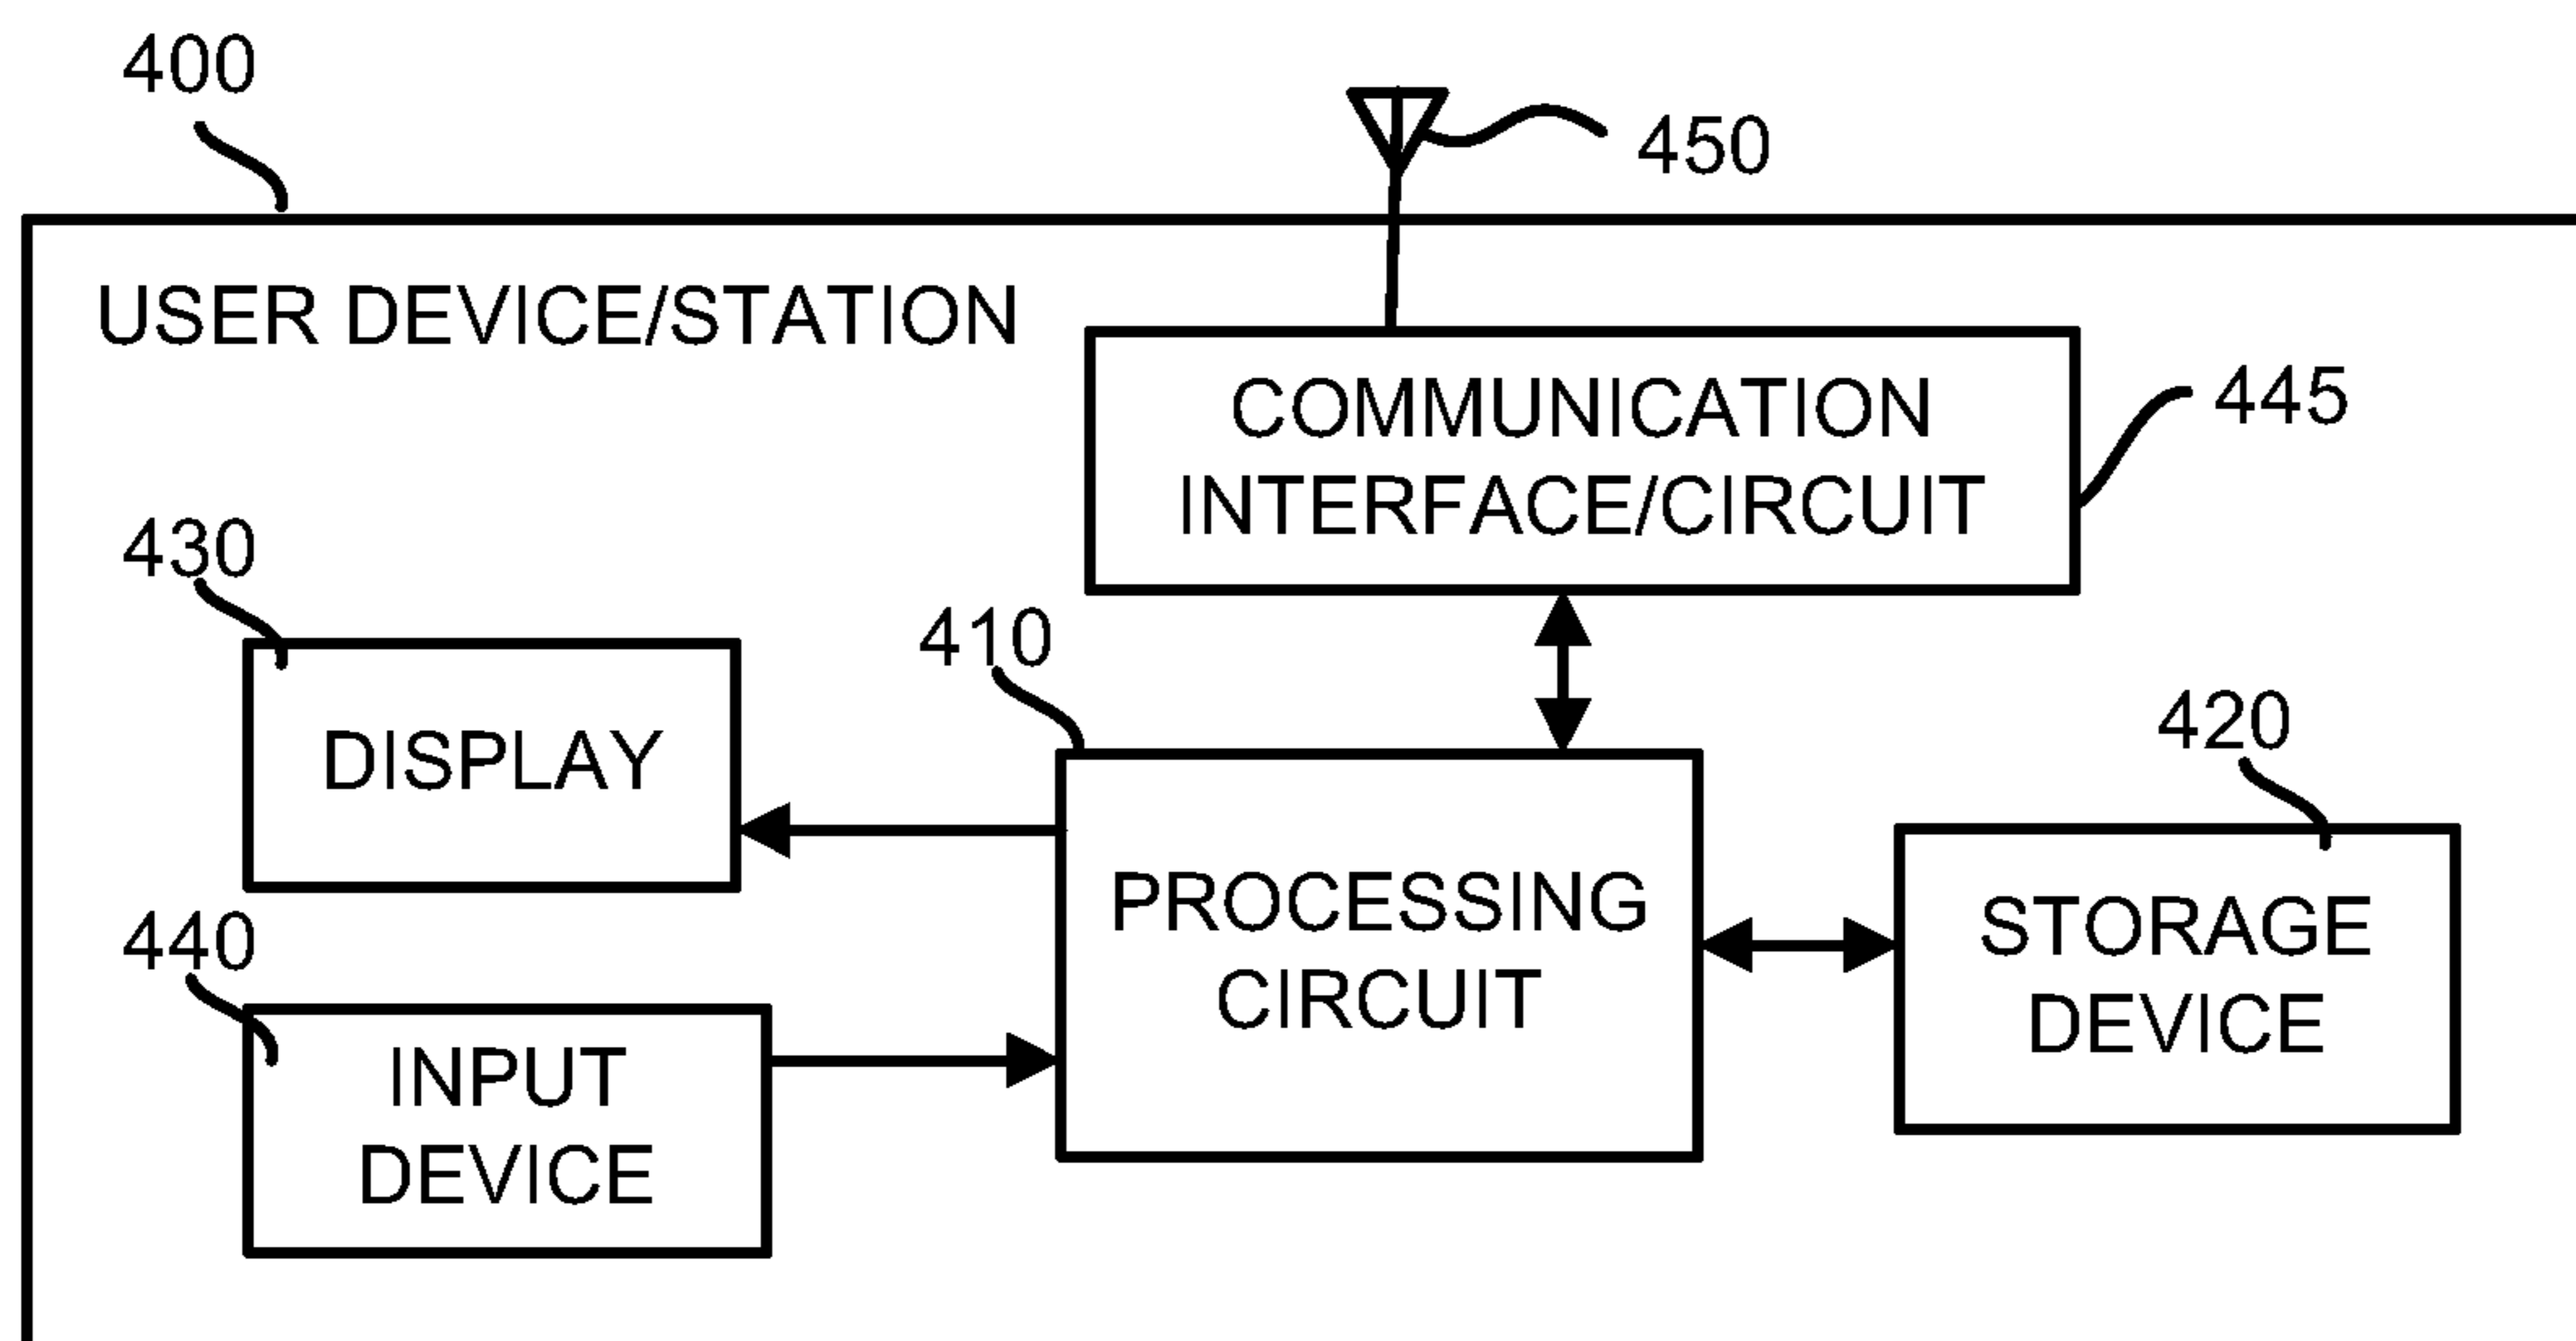 400
450
USER DEVICE/STATION
COMMUNICATION
INTERFACE/CIRCUIT
445
430
DISPLAY
410
PROCESSING
CIRCUIT
420
STORAGE
DEVICE
440
INPUT
DEVICE